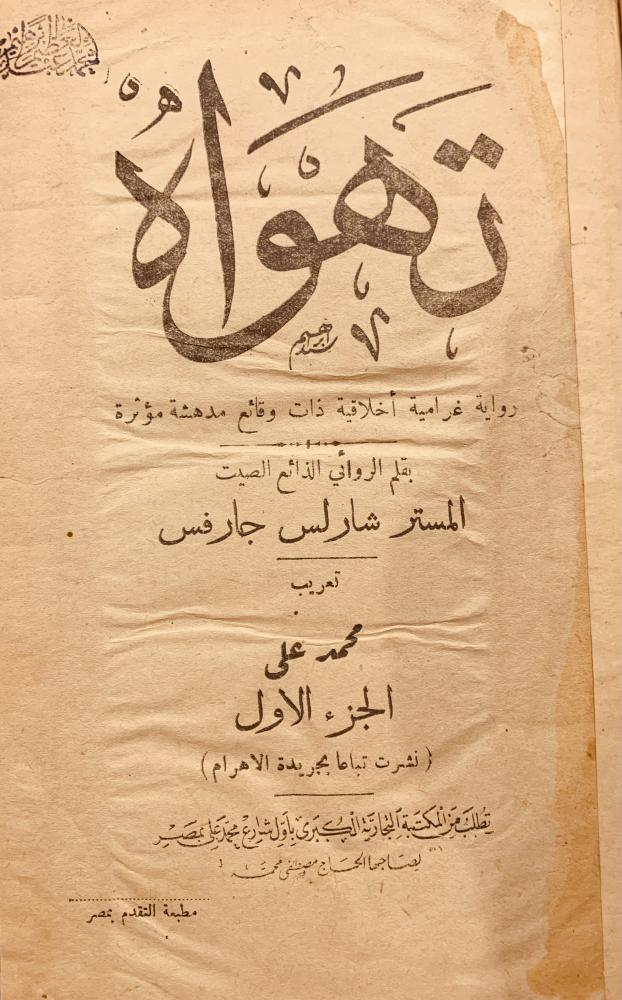 تهواه
رواية غرامية أخلاقية ذات وقائع مدهشة مؤثرة
بقلم الروائي الذائع الصيت
المستر شارلس جارفس
تعريب
محمد على
الجزء الاول
(نشرت تباعا بجريدة الاهرام)
تطلب من المكتبة التجارية الكبرى بأول شارع محمد على بمصر
لصاحبها الحاج مصطفى محمد
مطبعة التقدم بمصر